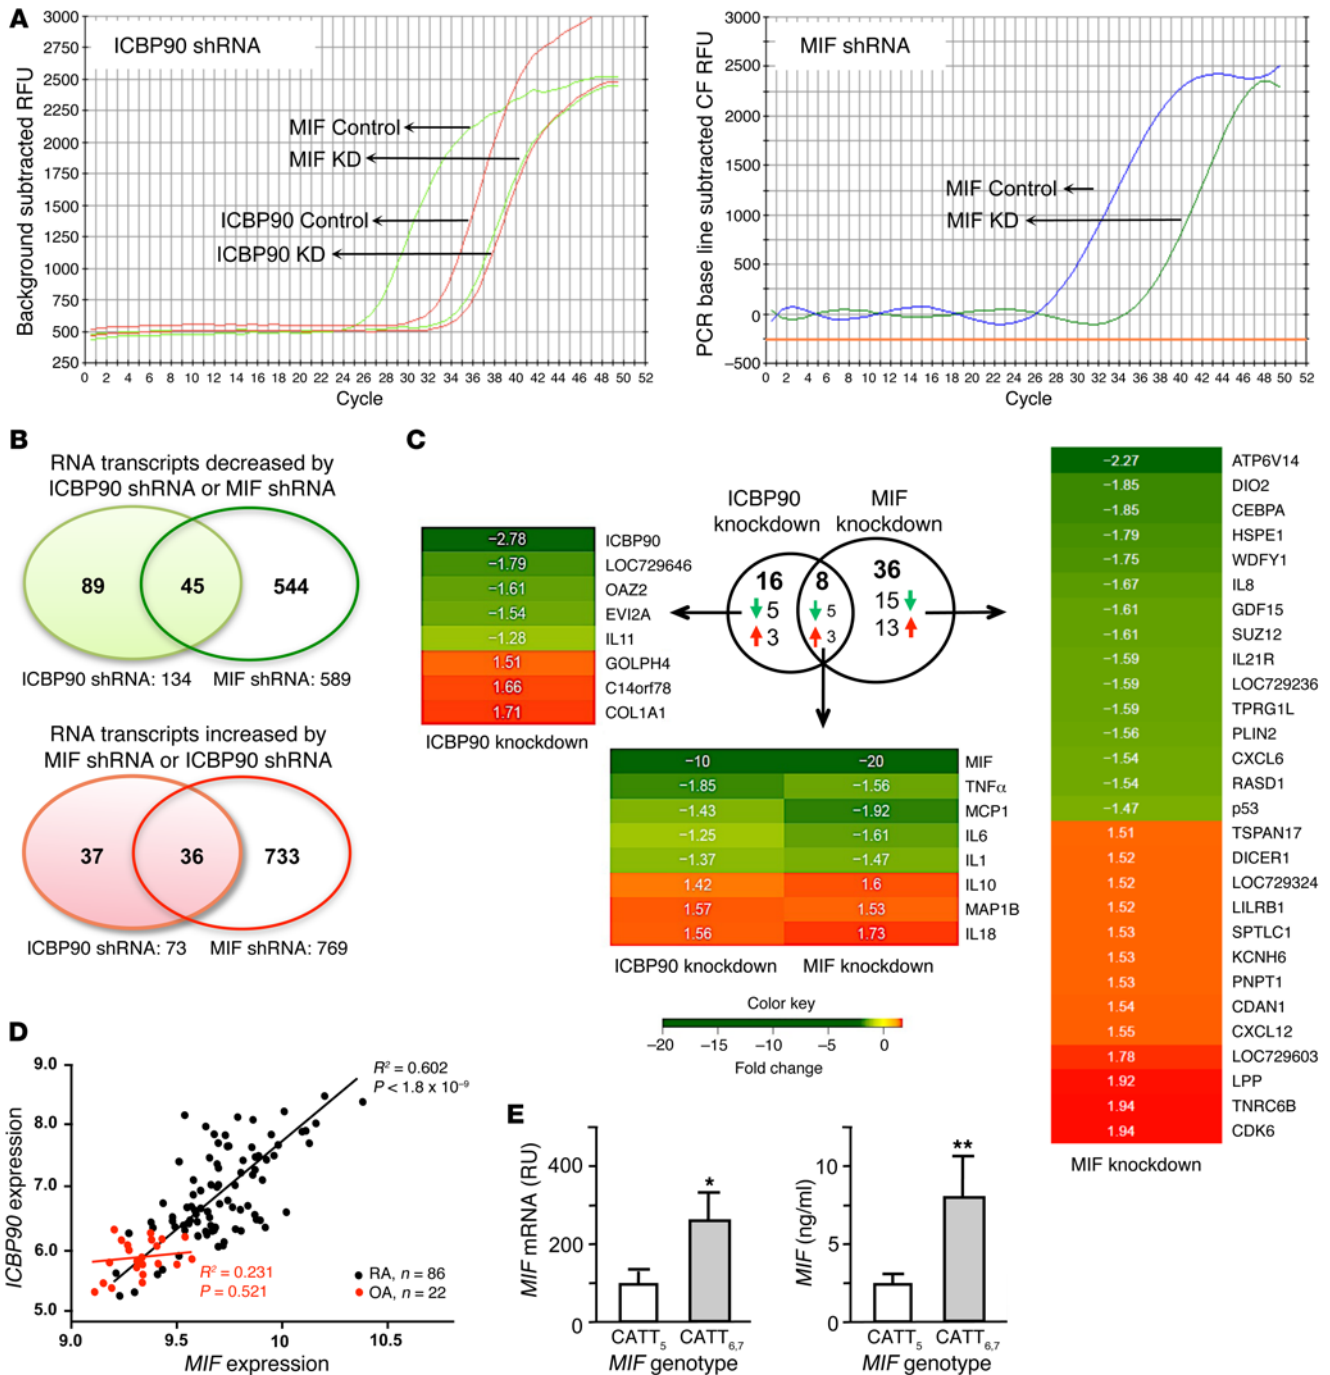 A
ICBP90 shRNA
Background subtracted RFU
3000
2750
2500
2250
2000
1750
1500
1250
1000
750
500
250
MIF Control
MIF KD
ICBP90 Control
ICBP90 KD
0 2 4 6 8 10 12 14 16 18 20 22 24 26 28 30 32 34 36 38 40 42 44 46 48 50 52
Cycle
MIF shRNA
PCR base line subtracted CF RFU
3000
2500
2000
1500
1000
500
0
−500
MIF Control
MIF KD
0 2 4 6 8 10 12 14 16 18 20 22 24 26 28 30 32 34 36 38 40 42 44 46 48 50 52
Cycle
B
RNA transcripts decreased by
ICBP90 shRNA or MIF shRNA
89 45 544
ICBP90 shRNA: 134 MIF shRNA: 589
RNA transcripts increased by
MIF shRNA or ICBP90 shRNA
37 36 733
ICBP90 shRNA: 73 MIF shRNA: 769
C
−2.78 ICBP90
−1.79 LOC729646
−1.61 OAZ2
−1.54 EVI2A
−1.28 IL11
1.51 GOLPH4
1.66 C14orf78
1.71 COL1A1
ICBP90 knockdown
ICBP90
knockdown
MIF
knockdown
16 8 36
5 5 15
3 3 13
−10 −20 MIF
−1.85 −1.56 TNFα
−1.43 −1.92 MCP1
−1.25 −1.61 IL6
−1.37 −1.47 IL1
1.42 1.6 IL10
1.57 1.53 MAP1B
1.56 1.73 IL18
ICBP90 knockdown MIF knockdown
Color key
−20 −15 −10 −5 0
Fold change
−2.27 ATP6V14
−1.85 DIO2
−1.85 CEBPA
−1.79 HSPE1
−1.75 WDFY1
−1.67 IL8
−1.61 GDF15
−1.61 SUZ12
−1.59 IL21R
−1.59 LOC729236
−1.59 TPRG1L
−1.56 PLIN2
−1.54 CXCL6
−1.54 RASD1
−1.47 p53
1.51 TSPAN17
1.52 DICER1
1.52 LOC729324
1.52 LILRB1
1.53 SPTLC1
1.53 KCNH6
1.53 PNPT1
1.54 CDAN1
1.55 CXCL12
1.78 LOC729603
1.92 LPP
1.94 TNRC6B
1.94 CDK6
MIF knockdown
D
ICBP90 expression
9.0
8.0
7.0
6.0
5.0
R² = 0.602
P < 1.8 x 10⁻⁹
R² = 0.231
P = 0.521
RA, n = 86
OA, n = 22
9.0 9.5 10 10.5
MIF expression
E
MIF mRNA (RU)
400
200
0
*
CATT₅ CATT₆,₇
MIF genotype
MIF (ng/ml)
10
5
0
**
CATT₅ CATT₆,₇
MIF genotype